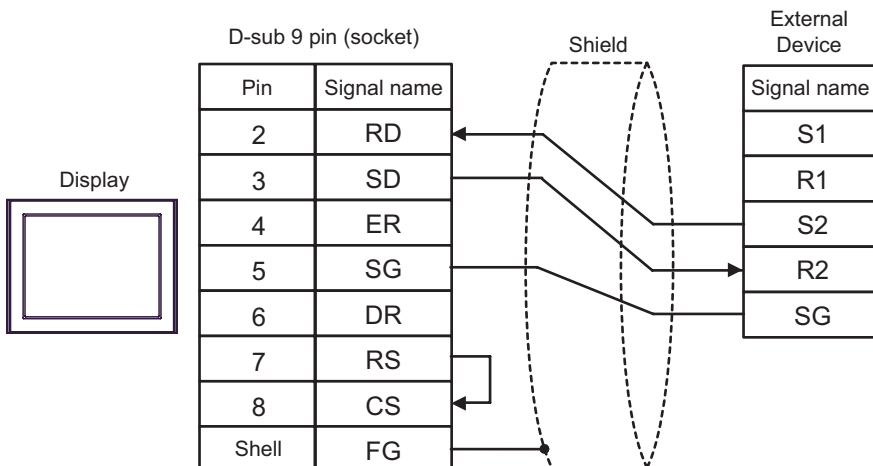 External
Device
D-sub 9 pin (socket)
Shield
Pin Signal name
Signal name
2 RD
S1
3 SD
R1
Display
4 ER
S2
5 SG
R2
6 DR
SG
7 RS
8 CS
Shell FG